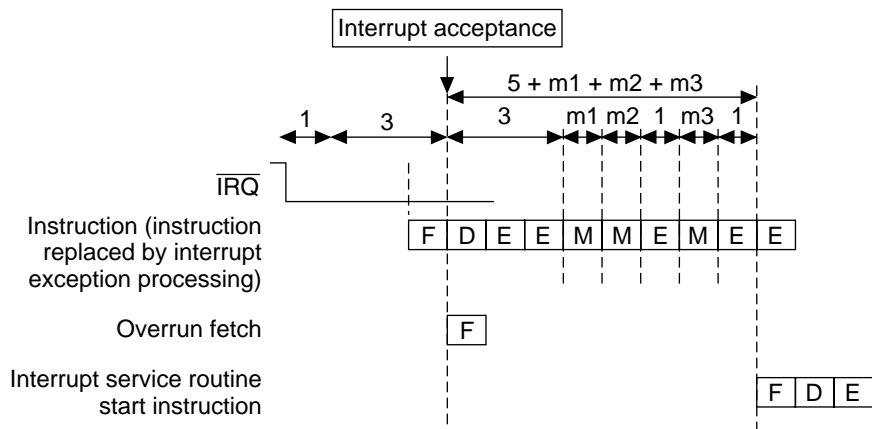 Interrupt acceptance
5 + m1 + m2 + m3
1 3 3 m1 m2 1 m3 1
IRQ
Instruction (instruction
replaced by interrupt
exception processing)
F D E E M M E M E E
Overrun fetch
F
Interrupt service routine
start instruction
F D E